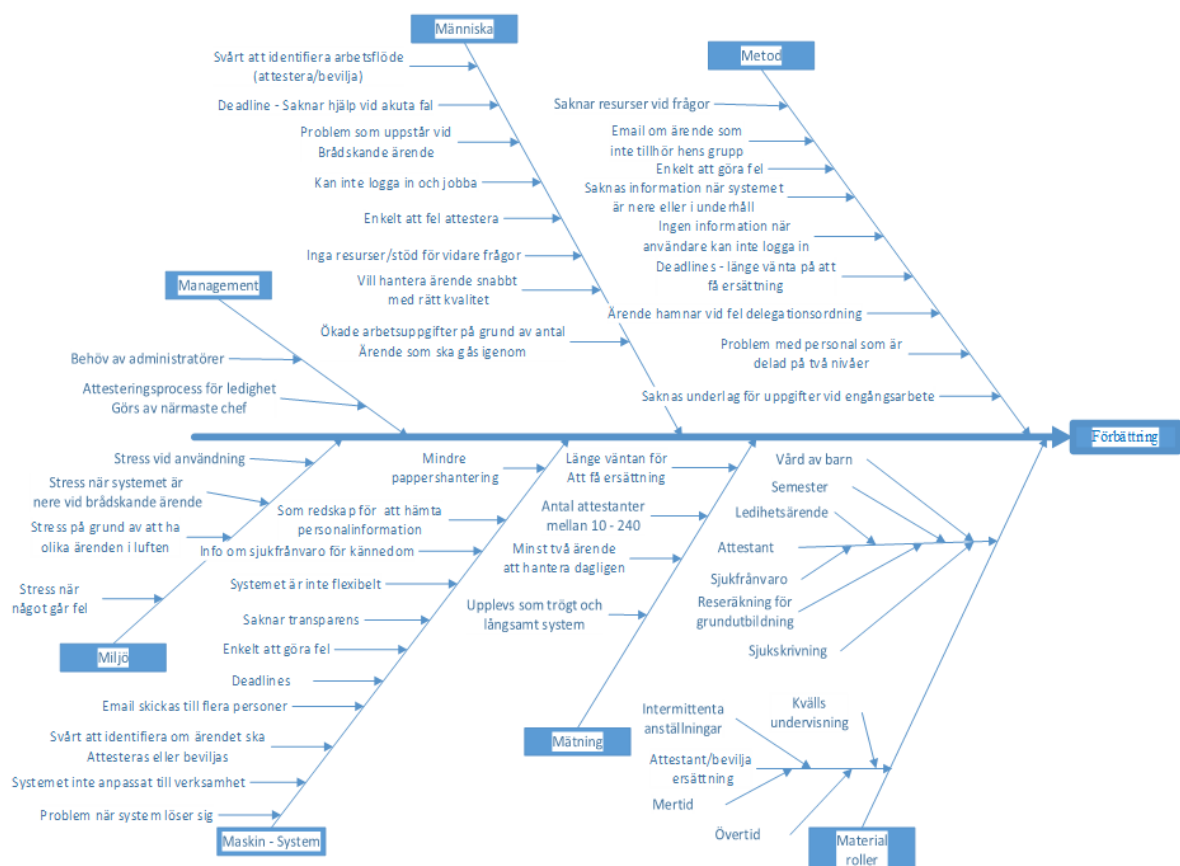 Människa
Svårt att identifiera arbetsflöde
(attestera/bevilja)
Deadline - Saknar hjälp vid akuta fal
Problem som uppstår vid
Brådskande ärende
Kan inte logga in och jobba
Enkelt att fel attestera
Inga resurser/stöd för vidare frågor
Vill hantera ärende snabbt
med rätt kvalitet
Ökade arbetsuppgifter på grund av antal
Ärende som ska gås igenom
Metod
Saknar resurser vid frågor
Email om ärende som
inte tillhör hens grupp
Enkelt att göra fel
Saknas information när systemet
är nere eller i underhåll
Ingen information när
användare kan inte logga in
Deadlines - länge vänta på att
få ersättning
Ärende hamnar vid fel delegationsordning
Problem med personal som är
delad på två nivåer
Saknas underlag för uppgifter vid engångsarbete
Management
Behöv av administratörer
Attesteringsprocess för ledighet
Görs av närmaste chef
Förbättring
Stress vid användning
Stress när systemet är
nere vid brådskande ärende
Stress på grund av att ha
olika ärenden i luften
Stress när
något går fel
Miljö
Mindre
pappershantering
Som redskap för att hämta
personalinformation
Info om sjukfrånvaro för kännedom
Systemet är inte flexibelt
Saknar transparens
Enkelt att göra fel
Deadlines
Email skickas till flera personer
Svårt att identifiera om ärendet ska
Attesteras eller beviljas
Systemet inte anpassat till verksamhet
Problem när system löser sig
Maskin - System
Länge väntan för
Att få ersättning
Antal attestanter
mellan 10 - 240
Minst två ärende
att hantera dagligen
Upplevs som trögt och
långsamt system
Mätning
Vård av barn
Semester
Ledihetsärende
Attestant
Sjukfrånvaro
Reseräkning för
grundutbildning
Sjukskrivning
Intermittenta
anställningar
Kvälls
undervisning
Attestant/bevilja
ersättning
Mertid
Övertid
Material
roller